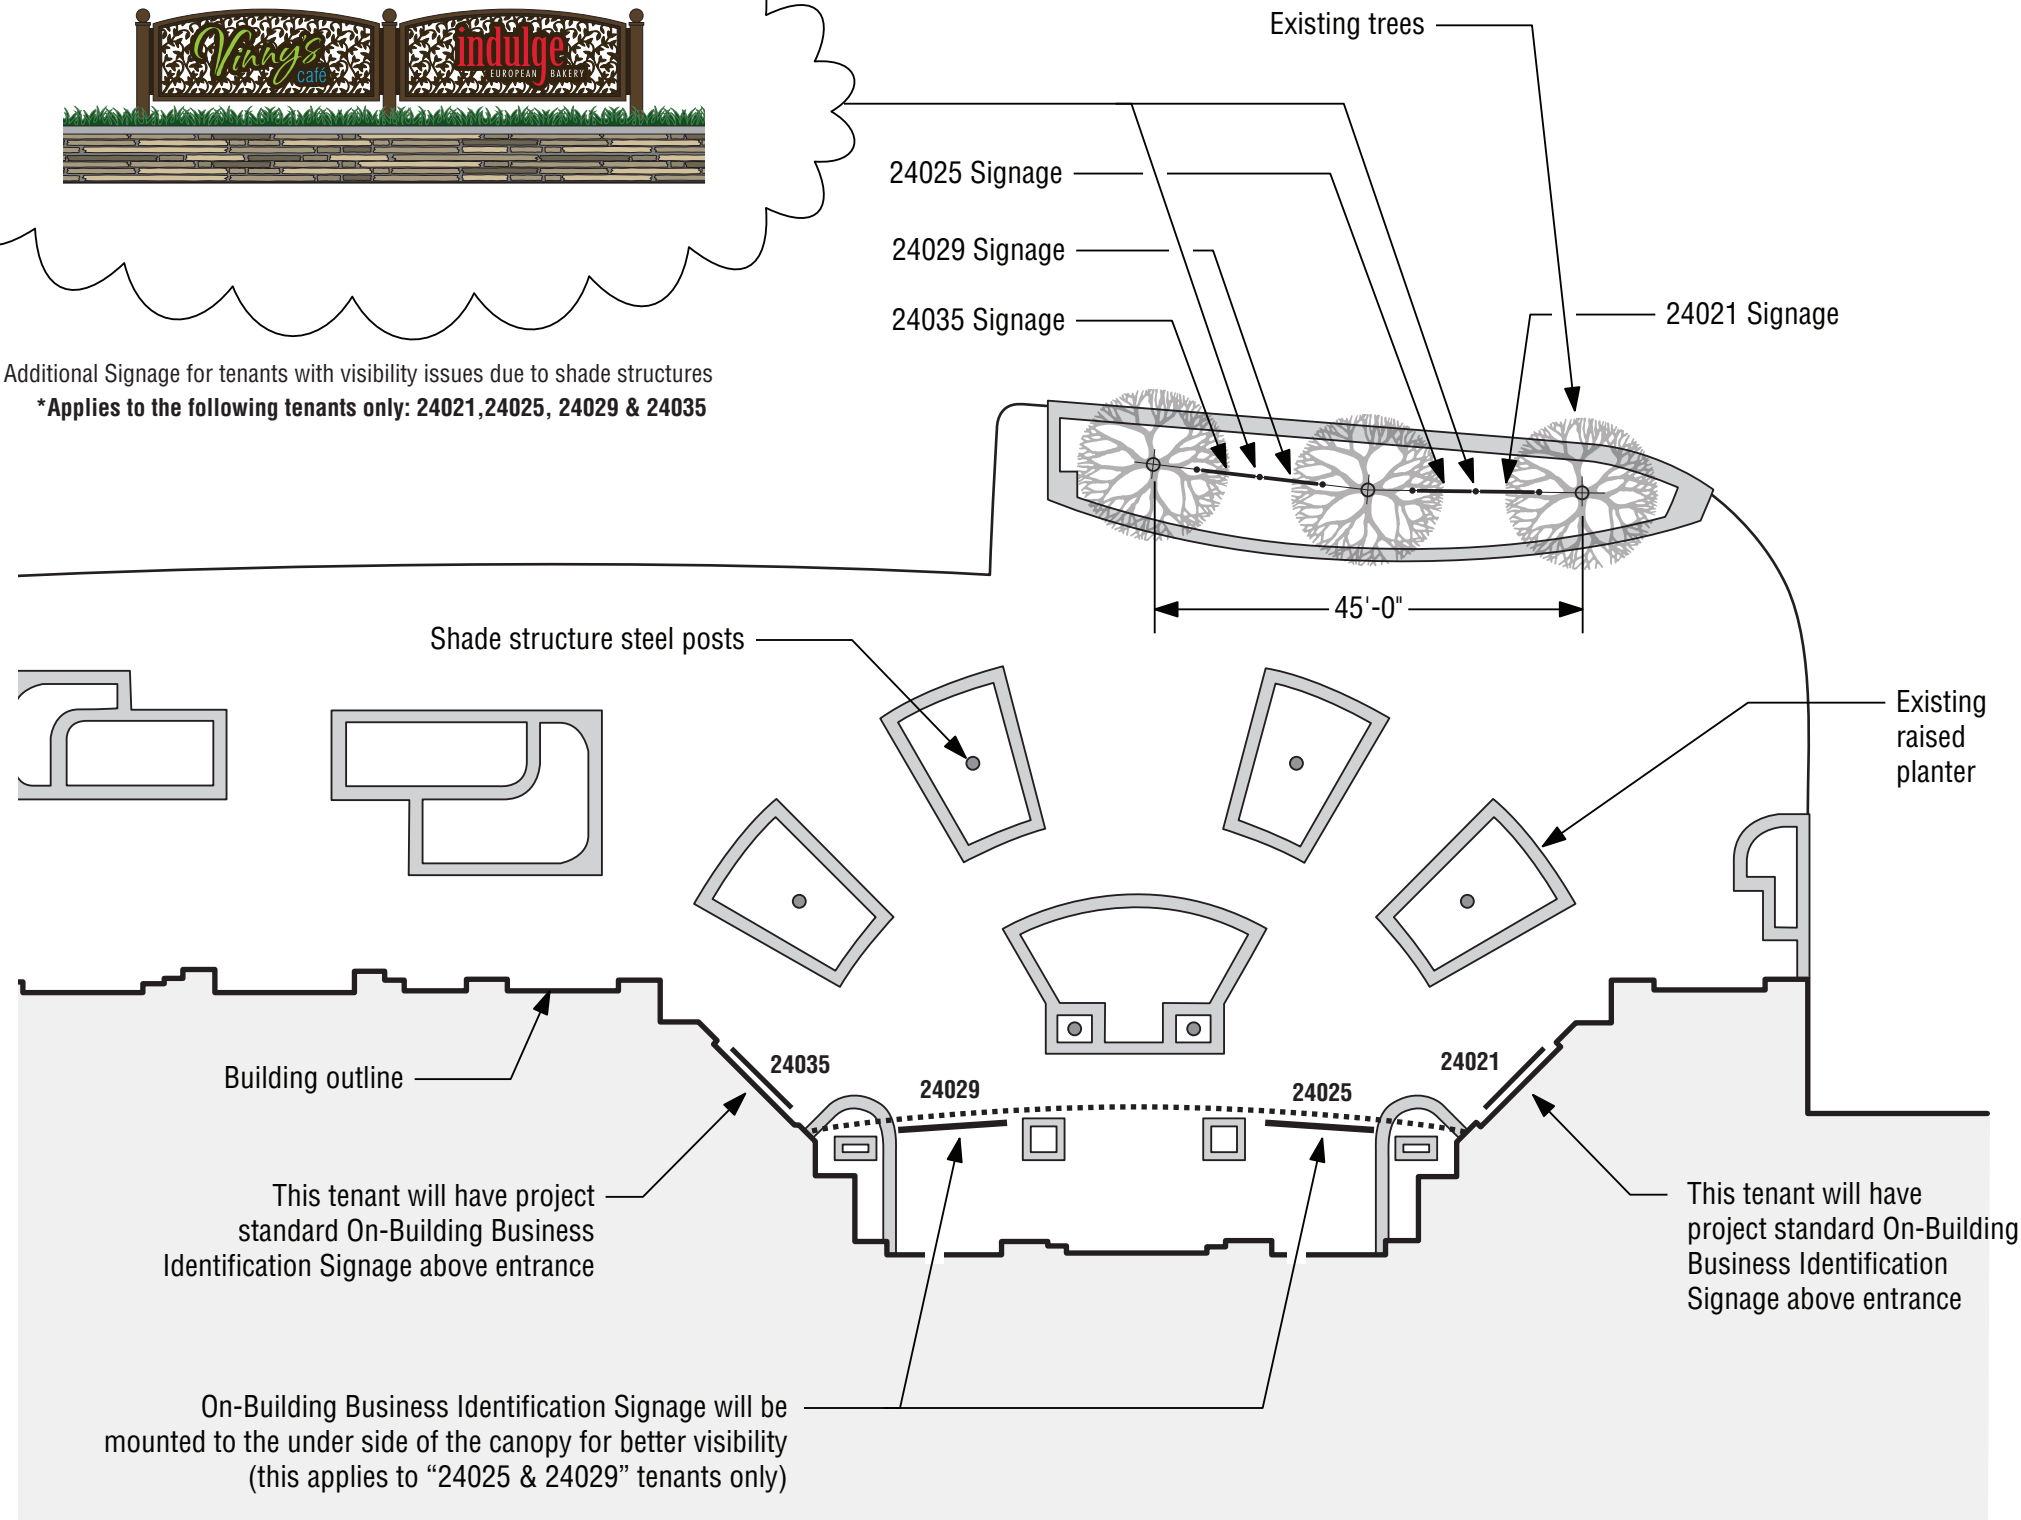 Vinny's
café
indulge
EUROPEAN BAKERY
Existing trees
24025 Signage
24029 Signage
24035 Signage
24021 Signage
Additional Signage for tenants with visibility issues due to shade structures
*Applies to the following tenants only: 24021,24025, 24029 & 24035
45'-0"
Shade structure steel posts
Existing
raised
planter
24035
24029
24025
24021
Building outline
This tenant will have project
standard On-Building Business
Identification Signage above entrance
This tenant will have
project standard On-Building
Business Identification
Signage above entrance
On-Building Business Identification Signage will be
mounted to the under side of the canopy for better visibility
(this applies to “24025 & 24029” tenants only)